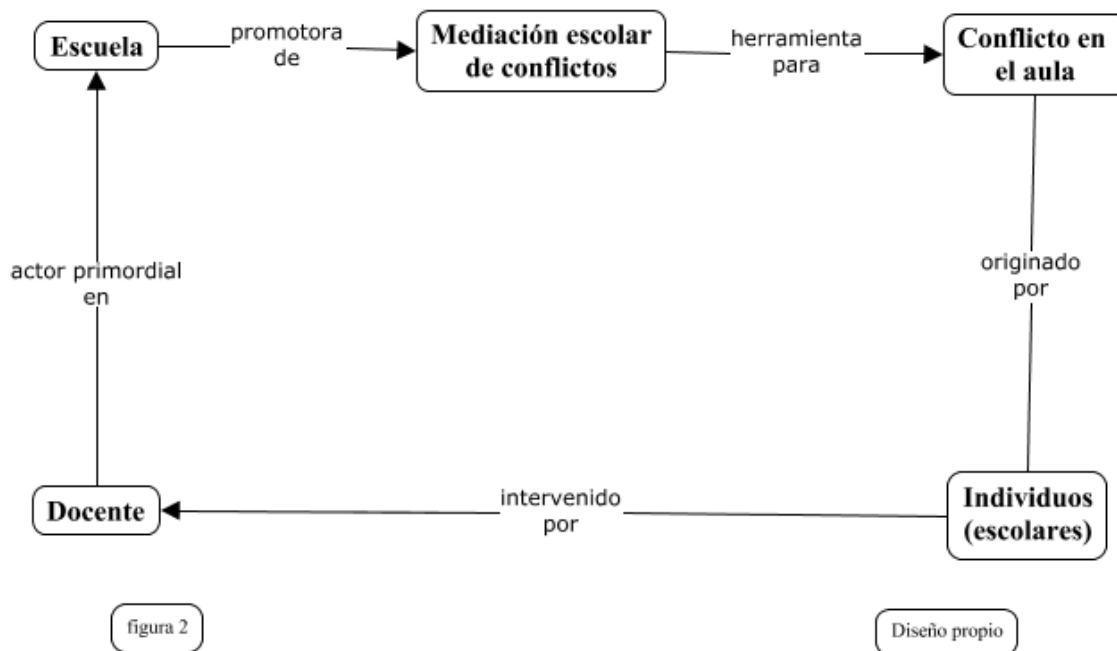 Escuela
promotora
de
Mediación escolar
de conflictos
herramienta
para
Conflicto en
el aula
actor primordial
en
originado
por
Docente
intervenido
por
Individuos
(escolares)
figura 2
Diseño propio